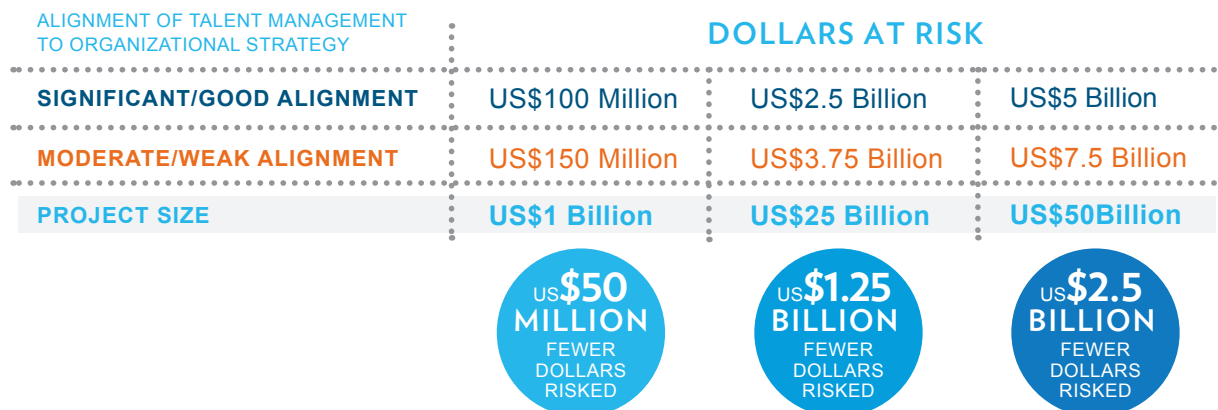 ALIGNMENT OF TALENT MANAGEMENT
TO ORGANIZATIONAL STRATEGY
DOLLARS AT RISK
SIGNIFICANT/GOOD ALIGNMENT US$100 Million US$2.5 Billion US$5 Billion
MODERATE/WEAK ALIGNMENT US$150 Million US$3.75 Billion US$7.5 Billion
PROJECT SIZE US$1 Billion US$25 Billion US$50Billion
US$50
MILLION
FEWER
DOLLARS
RISKED
US$1.25
BILLION
FEWER
DOLLARS
RISKED
US$2.5
BILLION
FEWER
DOLLARS
RISKED